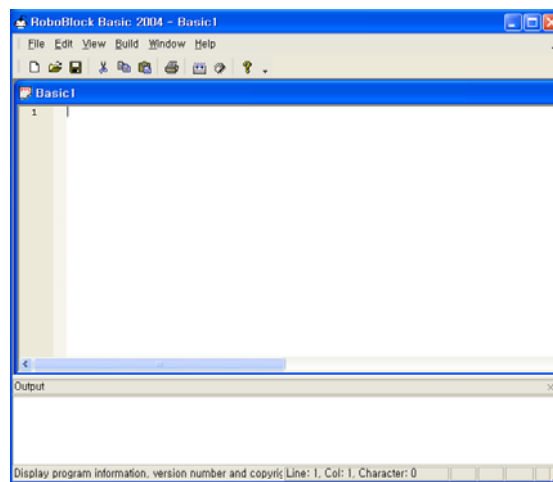 RoboBlock Basic 2004 - Basic1
File Edit View Build Window Help
Basic1
1
Output
Display program information, version number and copyrig Line: 1, Col: 1, Character: 0